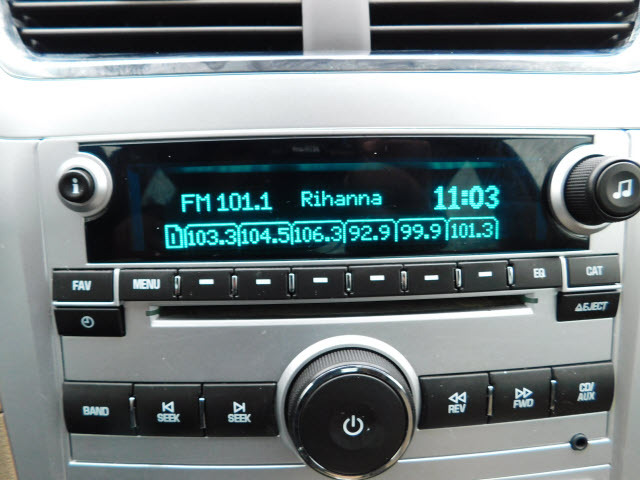 FM 101.1 Rihanna 11:03
1 103.3 104.5 106.3 92.9 99.9 101.3
FAV MENU EQ CAT
EJECT
BAND SEEK SEEK REV FWD CD/
AUX